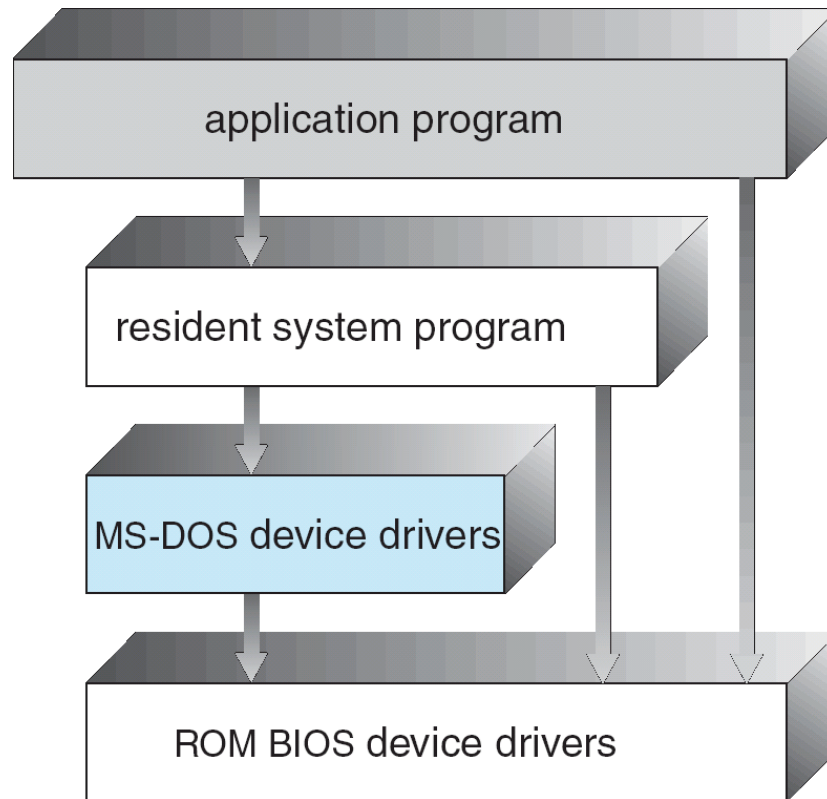 application program
resident system program
MS-DOS device drivers
ROM BIOS device drivers